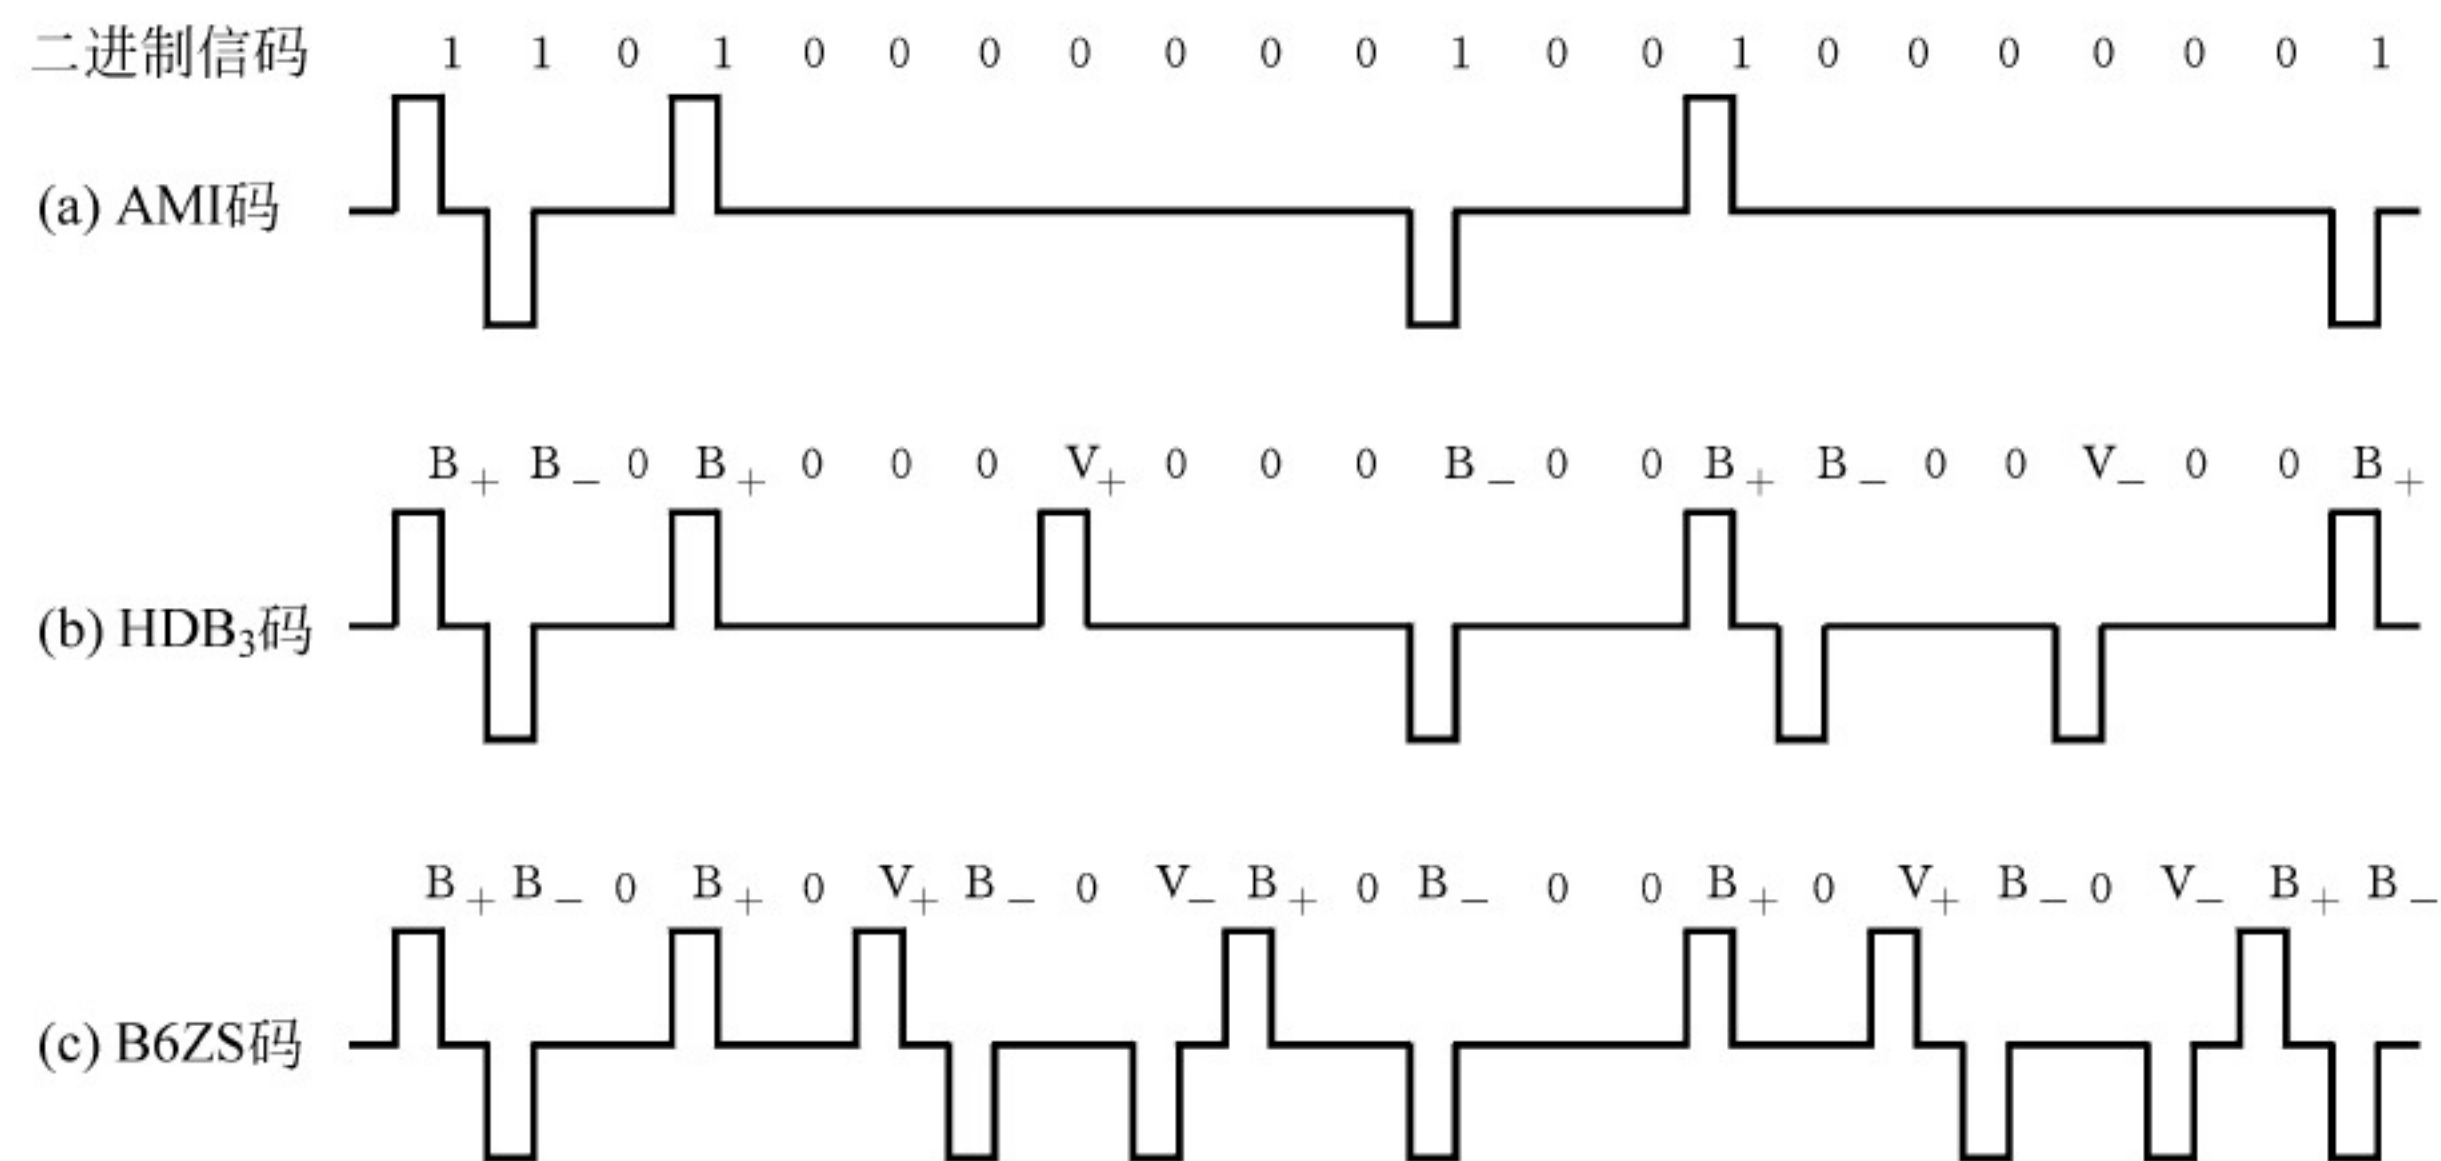 二进制信码 1 1 0 1 0 0 0 0 0 0 0 1 0 0 1 0 0 0 0 0 0 1
(a) AMI码
B+ B− 0 B+ 0 0 0 V+ 0 0 0 B− 0 0 B+ B− 0 0 V− 0 0 B+
(b) HDB3码
B+ B− 0 B+ 0 V+ B− 0 V− B+ 0 B− 0 0 B+ 0 V+ B− 0 V− B+ B−
(c) B6ZS码